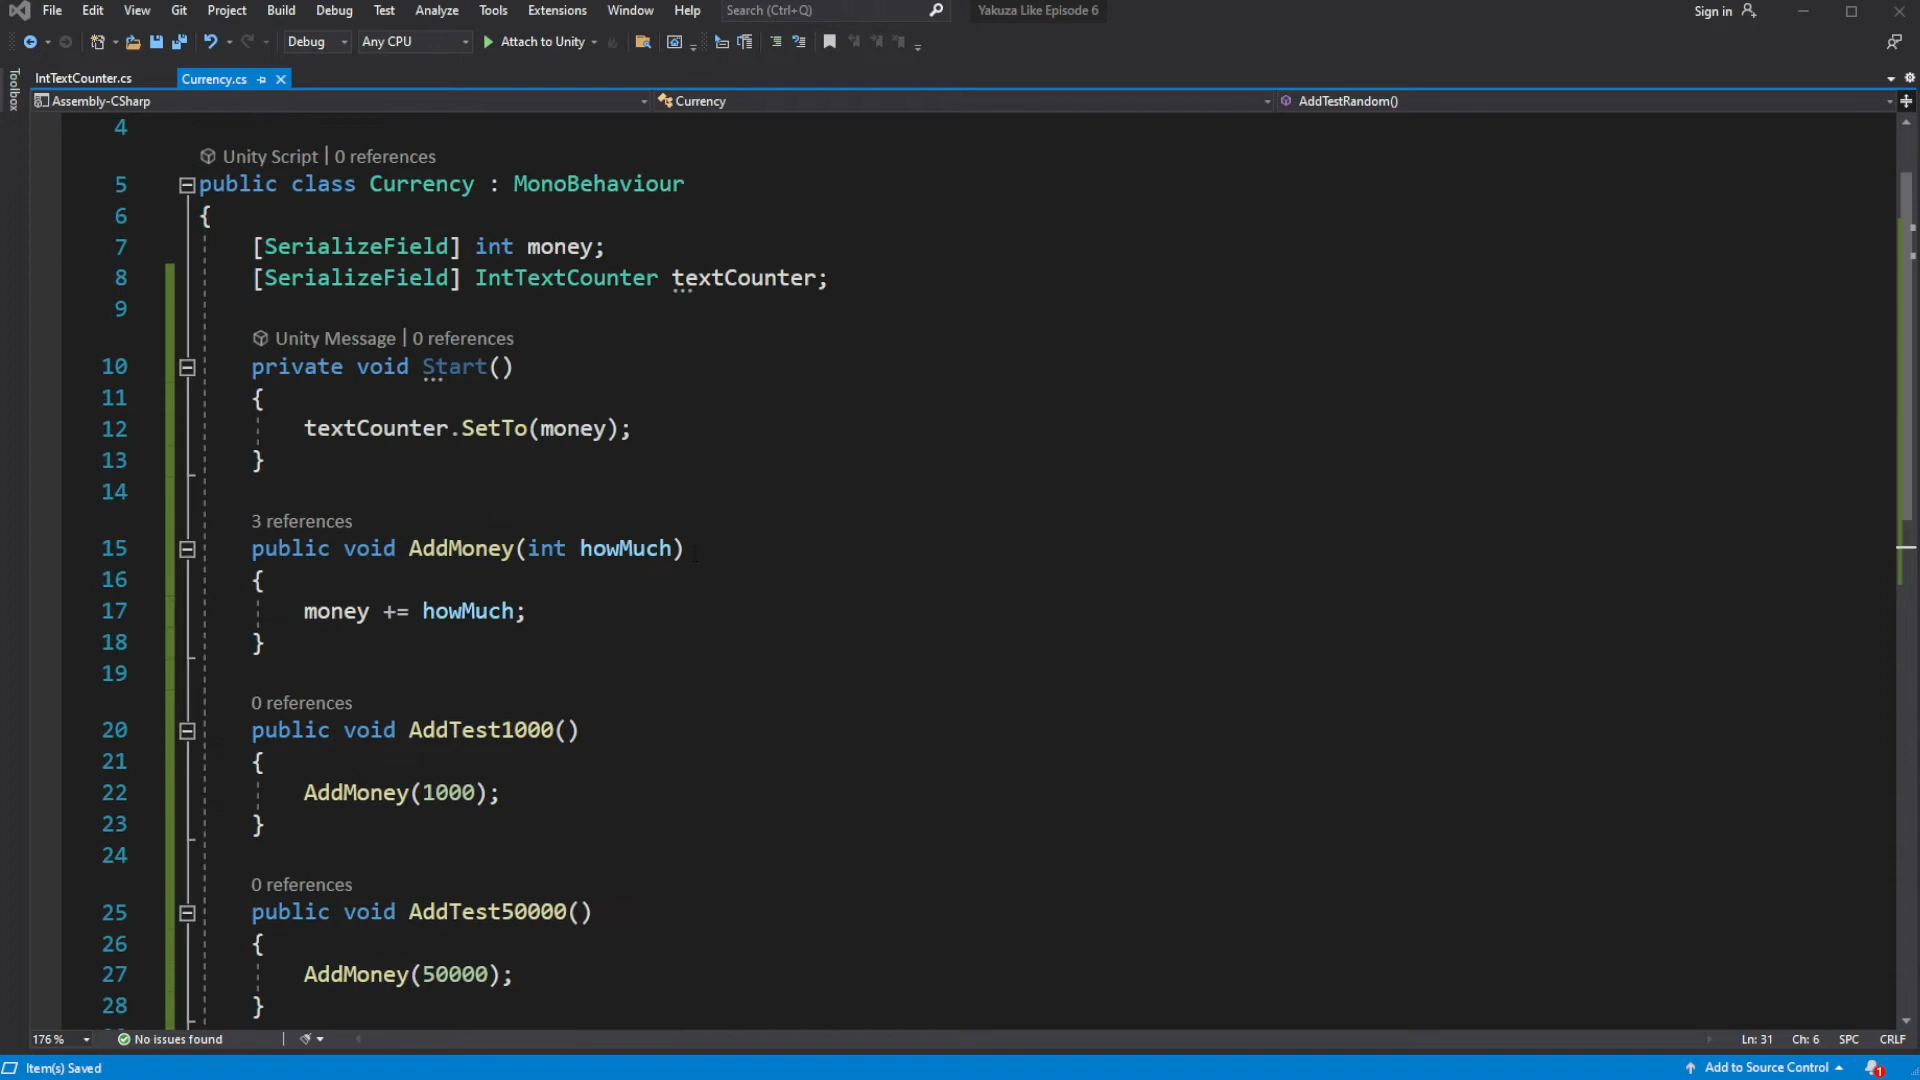 File Edit View Git Project Build Debug Test Analyze Tools Extensions Window Help Search (Ctrl+Q) Yakuza Like Episode 6 Sign in
Debug Any CPU Attach to Unity
Toolbox
IntTextCounter.cs Currency.cs
Assembly-CSharp Currency AddTestRandom()
4
Unity Script | 0 references
5 public class Currency : MonoBehaviour
6 {
7 [SerializeField] int money;
8 [SerializeField] IntTextCounter textCounter;
9
Unity Message | 0 references
10 private void Start()
11 {
12 textCounter.SetTo(money);
13 }
14
3 references
15 public void AddMoney(int howMuch)
16 {
17 money += howMuch;
18 }
19
0 references
20 public void AddTest1000()
21 {
22 AddMoney(1000);
23 }
24
0 references
25 public void AddTest50000()
26 {
27 AddMoney(50000);
28 }
176 % No issues found Ln: 31 Ch: 6 SPC CRLF
Item(s) Saved Add to Source Control 1